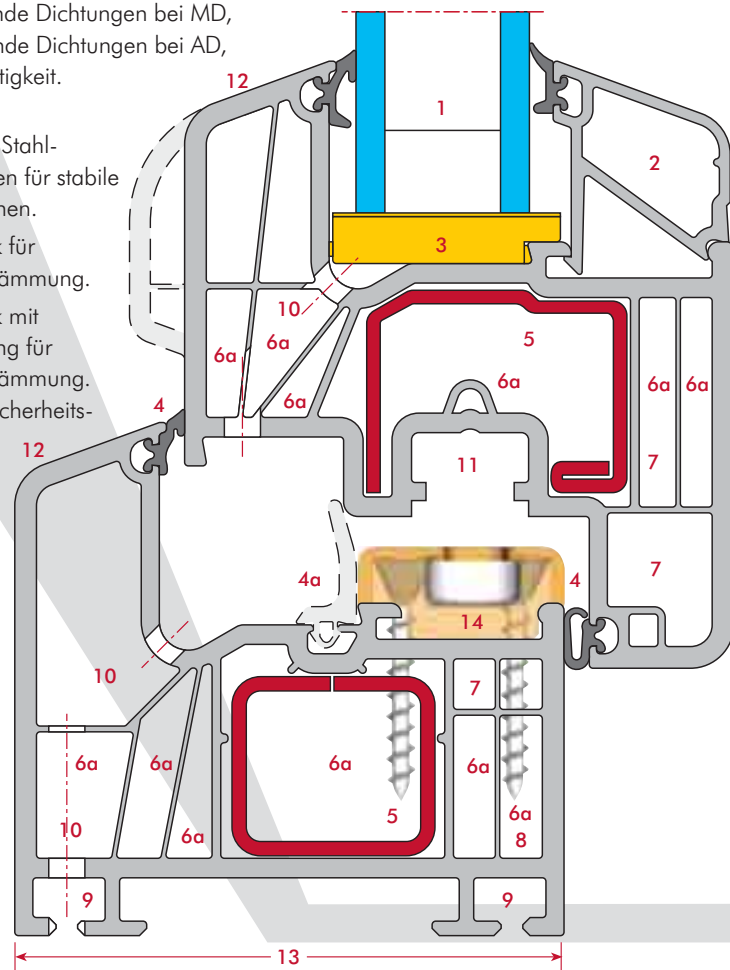 nde Dichtungen bei MD,
nde Dichtungen bei AD,
tigkeit.
Stahl-
en für stabile
nen.
k für
ämmung.
k mit
ng für
ämmung.
icherheits-
12
1
2
3
10
5
6a
6a
6a
6a
6a
6a
4
12
11
7
4a
4
7
14
10
7
6a
6a
6a
6a
6a
10
5
6a
8
9
9
13